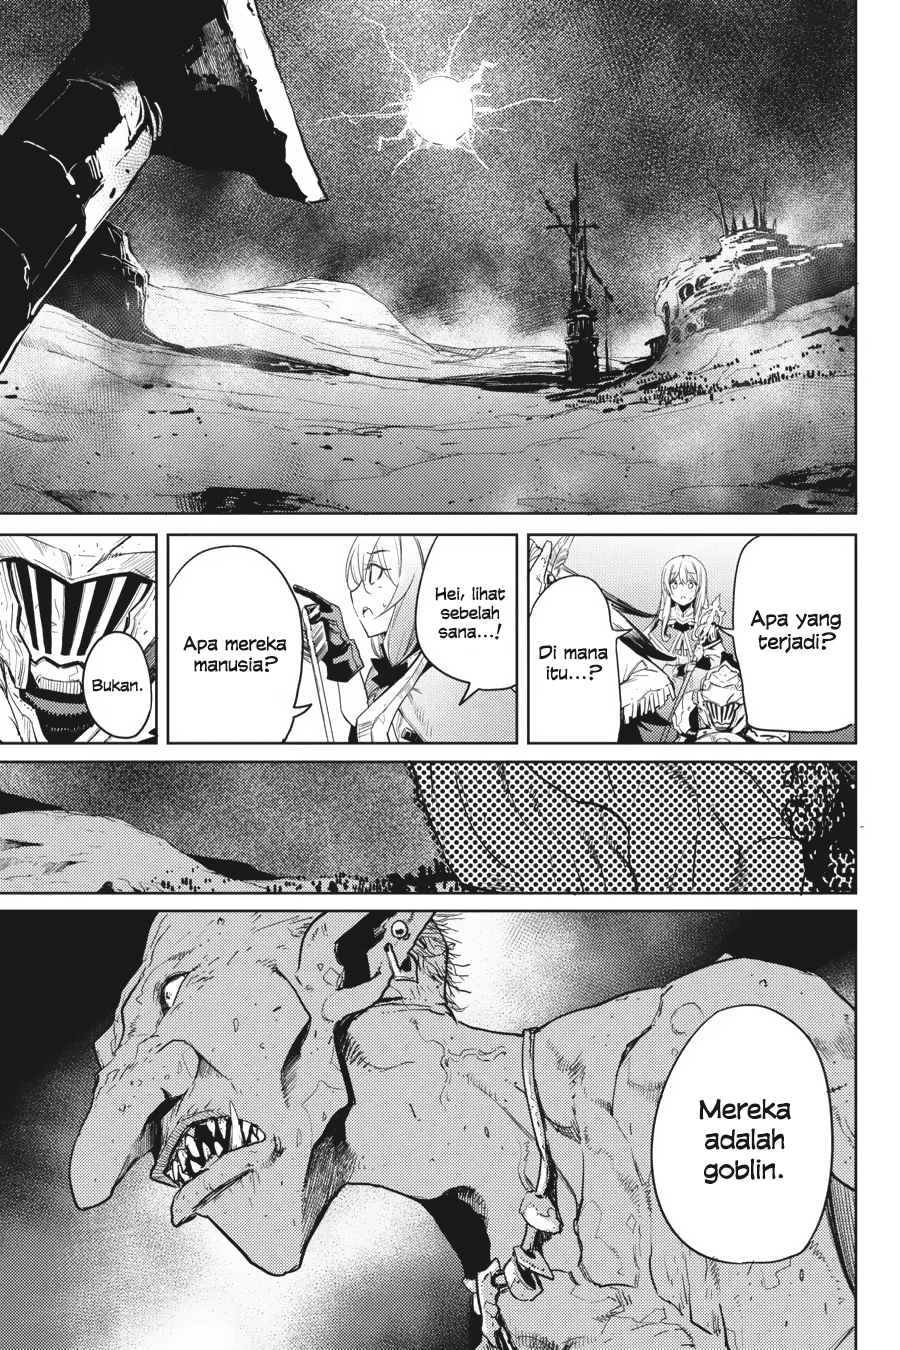 Apa yang
terjadi?
Di mana
itu...?
Hei, lihat
sebelah
sana...!
Apa mereka
manusia?
Bukan.
Mereka
adalah
goblin.